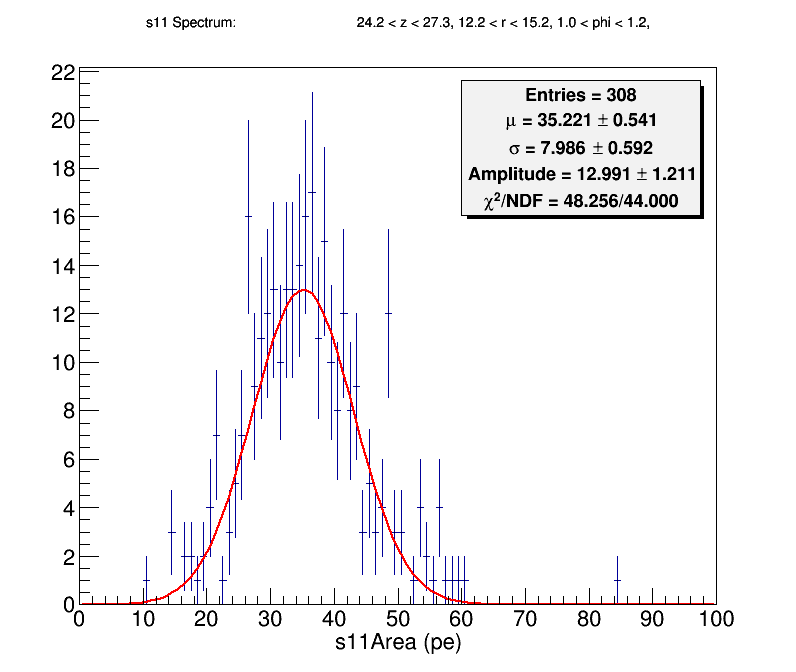 s11 Spectrum: 24.2 < z < 27.3, 12.2 < r < 15.2, 1.0 < phi < 1.2,
Entries = 308
μ = 35.221 ± 0.541
σ = 7.986 ± 0.592
Amplitude = 12.991 ± 1.211
χ²/NDF = 48.256/44.000
22
20
18
16
14
12
10
8
6
4
2
0
0 10 20 30 40 50 60 70 80 90 100
s11Area (pe)